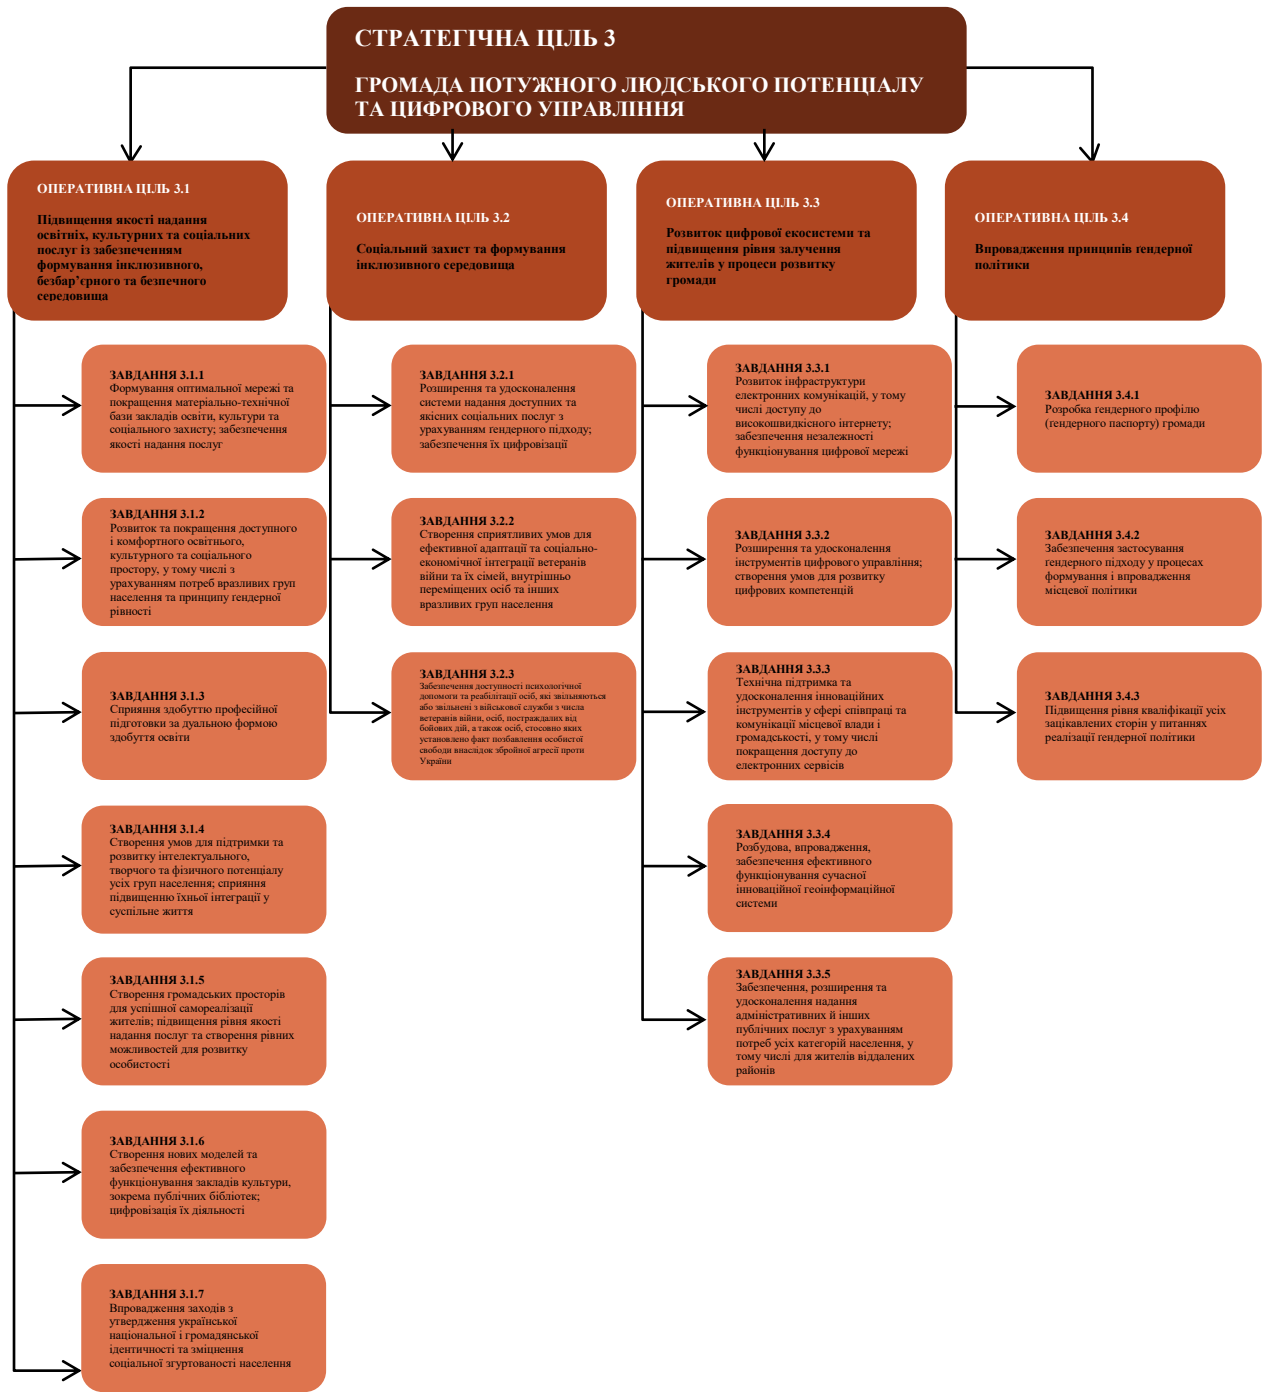 СТРАТЕГІЧНА ЦІЛЬ 3
ГРОМАДА ПОТУЖНОГО ЛЮДСЬКОГО ПОТЕНЦІАЛУ
ТА ЦИФРОВОГО УПРАВЛІННЯ
ОПЕРАТИВНА ЦІЛЬ 3.1
Підвищення якості надання
освітніх, культурних та соціальних
послуг із забезпеченням
формування інклюзивного,
безбар’єрного та безпечного
середовища
ОПЕРАТИВНА ЦІЛЬ 3.2
Соціальний захист та формування
інклюзивного середовища
ОПЕРАТИВНА ЦІЛЬ 3.3
Розвиток цифрової екосистеми та
підвищення рівня залучення
жителів у процеси розвитку
громади
ОПЕРАТИВНА ЦІЛЬ 3.4
Впровадження принципів ґендерної
політики
ЗАВДАННЯ 3.1.1
Формування оптимальної мережі та
покращення матеріально-технічної
бази закладів освіти, культури та
соціального захисту; забезпечення
якості надання послуг
ЗАВДАННЯ 3.1.2
Розвиток та покращення доступного
і комфортного освітнього,
культурного та соціального
простору, у тому числі з
урахуванням потреб вразливих груп
населення та принципу ґендерної
рівності
ЗАВДАННЯ 3.1.3
Сприяння здобуттю професійної
підготовки за дуальною формою
здобуття освіти
ЗАВДАННЯ 3.1.4
Створення умов для підтримки та
розвитку інтелектуального,
творчого та фізичного потенціалу
усіх груп населення; сприяння
підвищенню їхньої інтеграції у
суспільне життя
ЗАВДАННЯ 3.1.5
Створення громадських просторів
для успішної самореалізації
жителів; підвищення рівня якості
надання послуг та створення рівних
можливостей для розвитку
особистості
ЗАВДАННЯ 3.1.6
Створення нових моделей та
забезпечення ефективного
функціонування закладів культури,
зокрема публічних бібліотек;
цифровізація їх діяльності
ЗАВДАННЯ 3.1.7
Впровадження заходів з
утвердження української
національної і громадянської
ідентичності та зміцнення
соціальної згуртованості населення
ЗАВДАННЯ 3.2.1
Розширення та удосконалення
системи надання доступних та
якісних соціальних послуг з
урахуванням ґендерного підходу;
забезпечення їх цифровізації
ЗАВДАННЯ 3.2.2
Створення сприятливих умов для
ефективної адаптації та соціально-
економічної інтеграції ветеранів
війни та їх сімей, внутрішньо
переміщених осіб та інших
вразливих груп населення
ЗАВДАННЯ 3.2.3
Забезпечення доступності психологічної
допомоги та реабілітації осіб, які звільняються
або звільнені з військової служби з числа
ветеранів війни, осіб, постраждалих від
бойових дій, а також осіб, стосовно яких
установлено факт позбавлення особистої
свободи внаслідок збройної агресії проти
України
ЗАВДАННЯ 3.3.1
Розвиток інфраструктури
електронних комунікацій, у тому
числі доступу до
високошвидкісного інтернету;
забезпечення незалежності
функціонування цифрової мережі
ЗАВДАННЯ 3.3.2
Розширення та удосконалення
інструментів цифрового управління;
створення умов для розвитку
цифрових компетенцій
ЗАВДАННЯ 3.3.3
Технічна підтримка та
удосконалення інноваційних
інструментів у сфері співпраці та
комунікації місцевої влади і
громадськості, у тому числі
покращення доступу до
електронних сервісів
ЗАВДАННЯ 3.3.4
Розбудова, впровадження,
забезпечення ефективного
функціонування сучасної
інноваційної геоінформаційної
системи
ЗАВДАННЯ 3.3.5
Забезпечення, розширення та
удосконалення надання
адміністративних й інших
публічних послуг з урахуванням
потреб усіх категорій населення, у
тому числі для жителів віддалених
районів
ЗАВДАННЯ 3.4.1
Розробка ґендерного профілю
(ґендерного паспорту) громади
ЗАВДАННЯ 3.4.2
Забезпечення застосування
ґендерного підходу у процесах
формування і впровадження
місцевої політики
ЗАВДАННЯ 3.4.3
Підвищення рівня кваліфікації усіх
зацікавлених сторін у питаннях
реалізації ґендерної політики